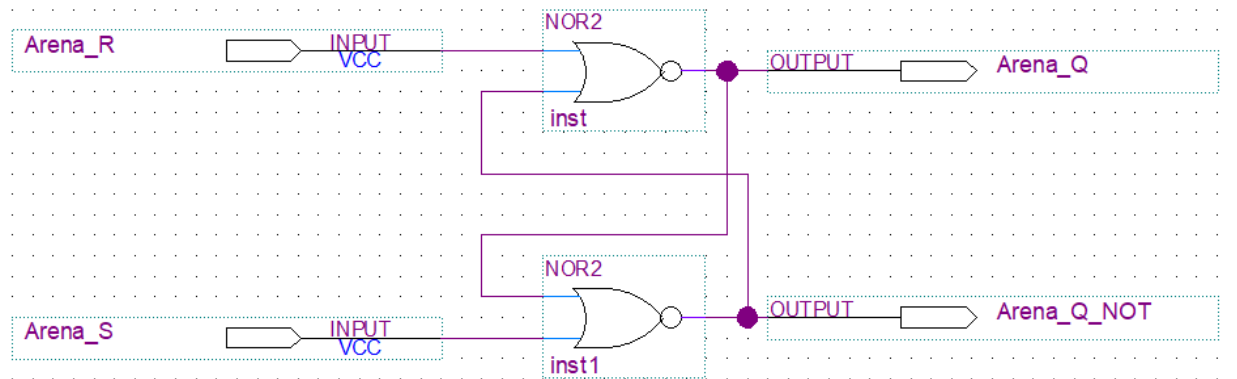 NOR2
Arena_R
INPUT
VCC
OUTPUT
Arena_Q
inst
NOR2
Arena_S
INPUT
VCC
OUTPUT
Arena_Q_NOT
inst1